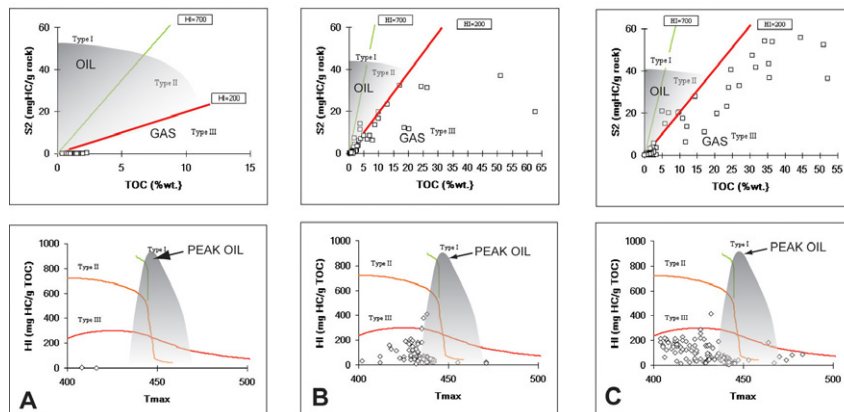 60
HI=700
Type I
40
OIL
Type II
S2 (mgHC/g rock)
HI=200
20
GAS
Type III
0
0 5 10 15
TOC (%wt.)
60
HI=700
HI=200
Type I
40
OIL
Type II
S2 (mgHC/g rock)
20
Type III
GAS
0
0 5 10 15 20 25 30 35 40 45 50 55 60 65
TOC (%wt.)
60
HI=700
HI=200
Type I
40
OIL
Type II
S2 (mgHC/g rock)
20
Type III
GAS
0
0 5 10 15 20 25 30 35 40 45 50 55
TOC (%wt.)
1000
Type I
PEAK OIL
800
Type II
600
HI (mg HC/g TOC)
400
Type III
200
0
400 450 500
A
Tmax
1000
Type I
PEAK OIL
800
Type II
600
HI (mg HC/g TOC)
400
Type III
200
0
400 450 500
B
Tmax
1000
Type I
PEAK OIL
800
Type II
600
HI (mg HC/g TOC)
400
Type III
200
0
400 450 500
C
Tmax